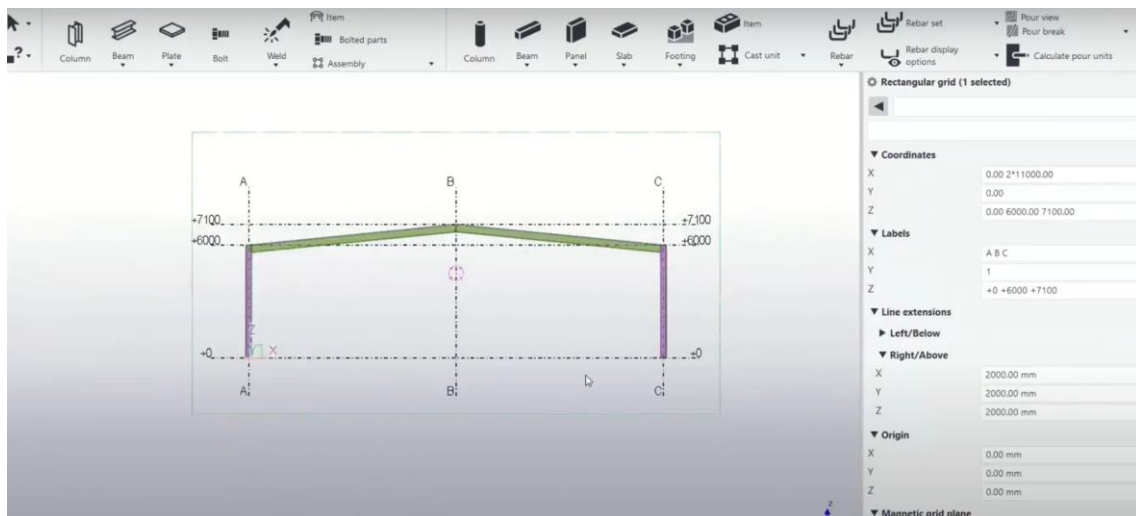 Column
Beam
Plate
Bolt
Weld
Item
Bolted parts
Assembly
Column
Beam
Panel
Slab
Footing
Item
Cast unit
Rebar
Rebar set
Rebar display
options
Pour view
Pour break
Calculate pour units
?
Rectangular grid (1 selected)
Coordinates
X 0.00 2*11000.00
Y 0.00
Z 0.00 6000.00 7100.00
Labels
X A B C
Y 1
Z +0 +6000 +7100
Line extensions
Left/Below
Right/Above
X 2000.00 mm
Y 2000.00 mm
Z 2000.00 mm
Origin
X 0.00 mm
Y 0.00 mm
Z 0.00 mm
Magnetic grid plane
A B C
+7100 +7100
+6000 +6000
Z
X
+0 +0
A B C
z